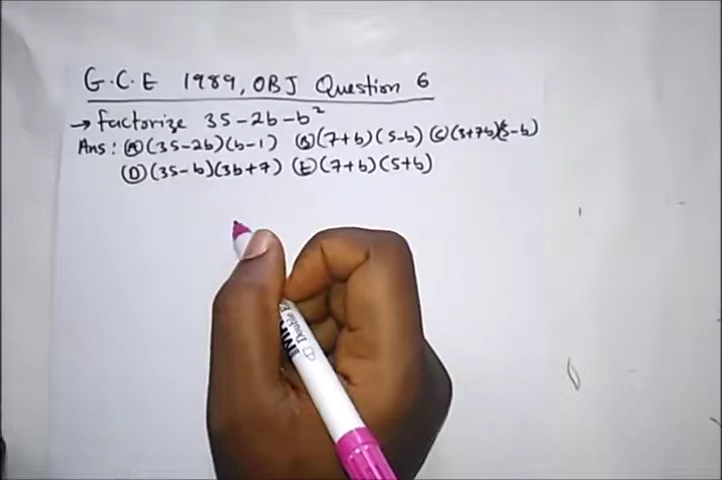 G.C.E 1989, OBJ Question 6
→ factorize 35-2b-b²
Ans: Ⓐ(35-2b)(b-1) Ⓑ(7+b)(5-b) Ⓒ(5+7b)(5-b)
Ⓓ(35-b)(3b+7) Ⓔ(7+b)(5+b)
Double E